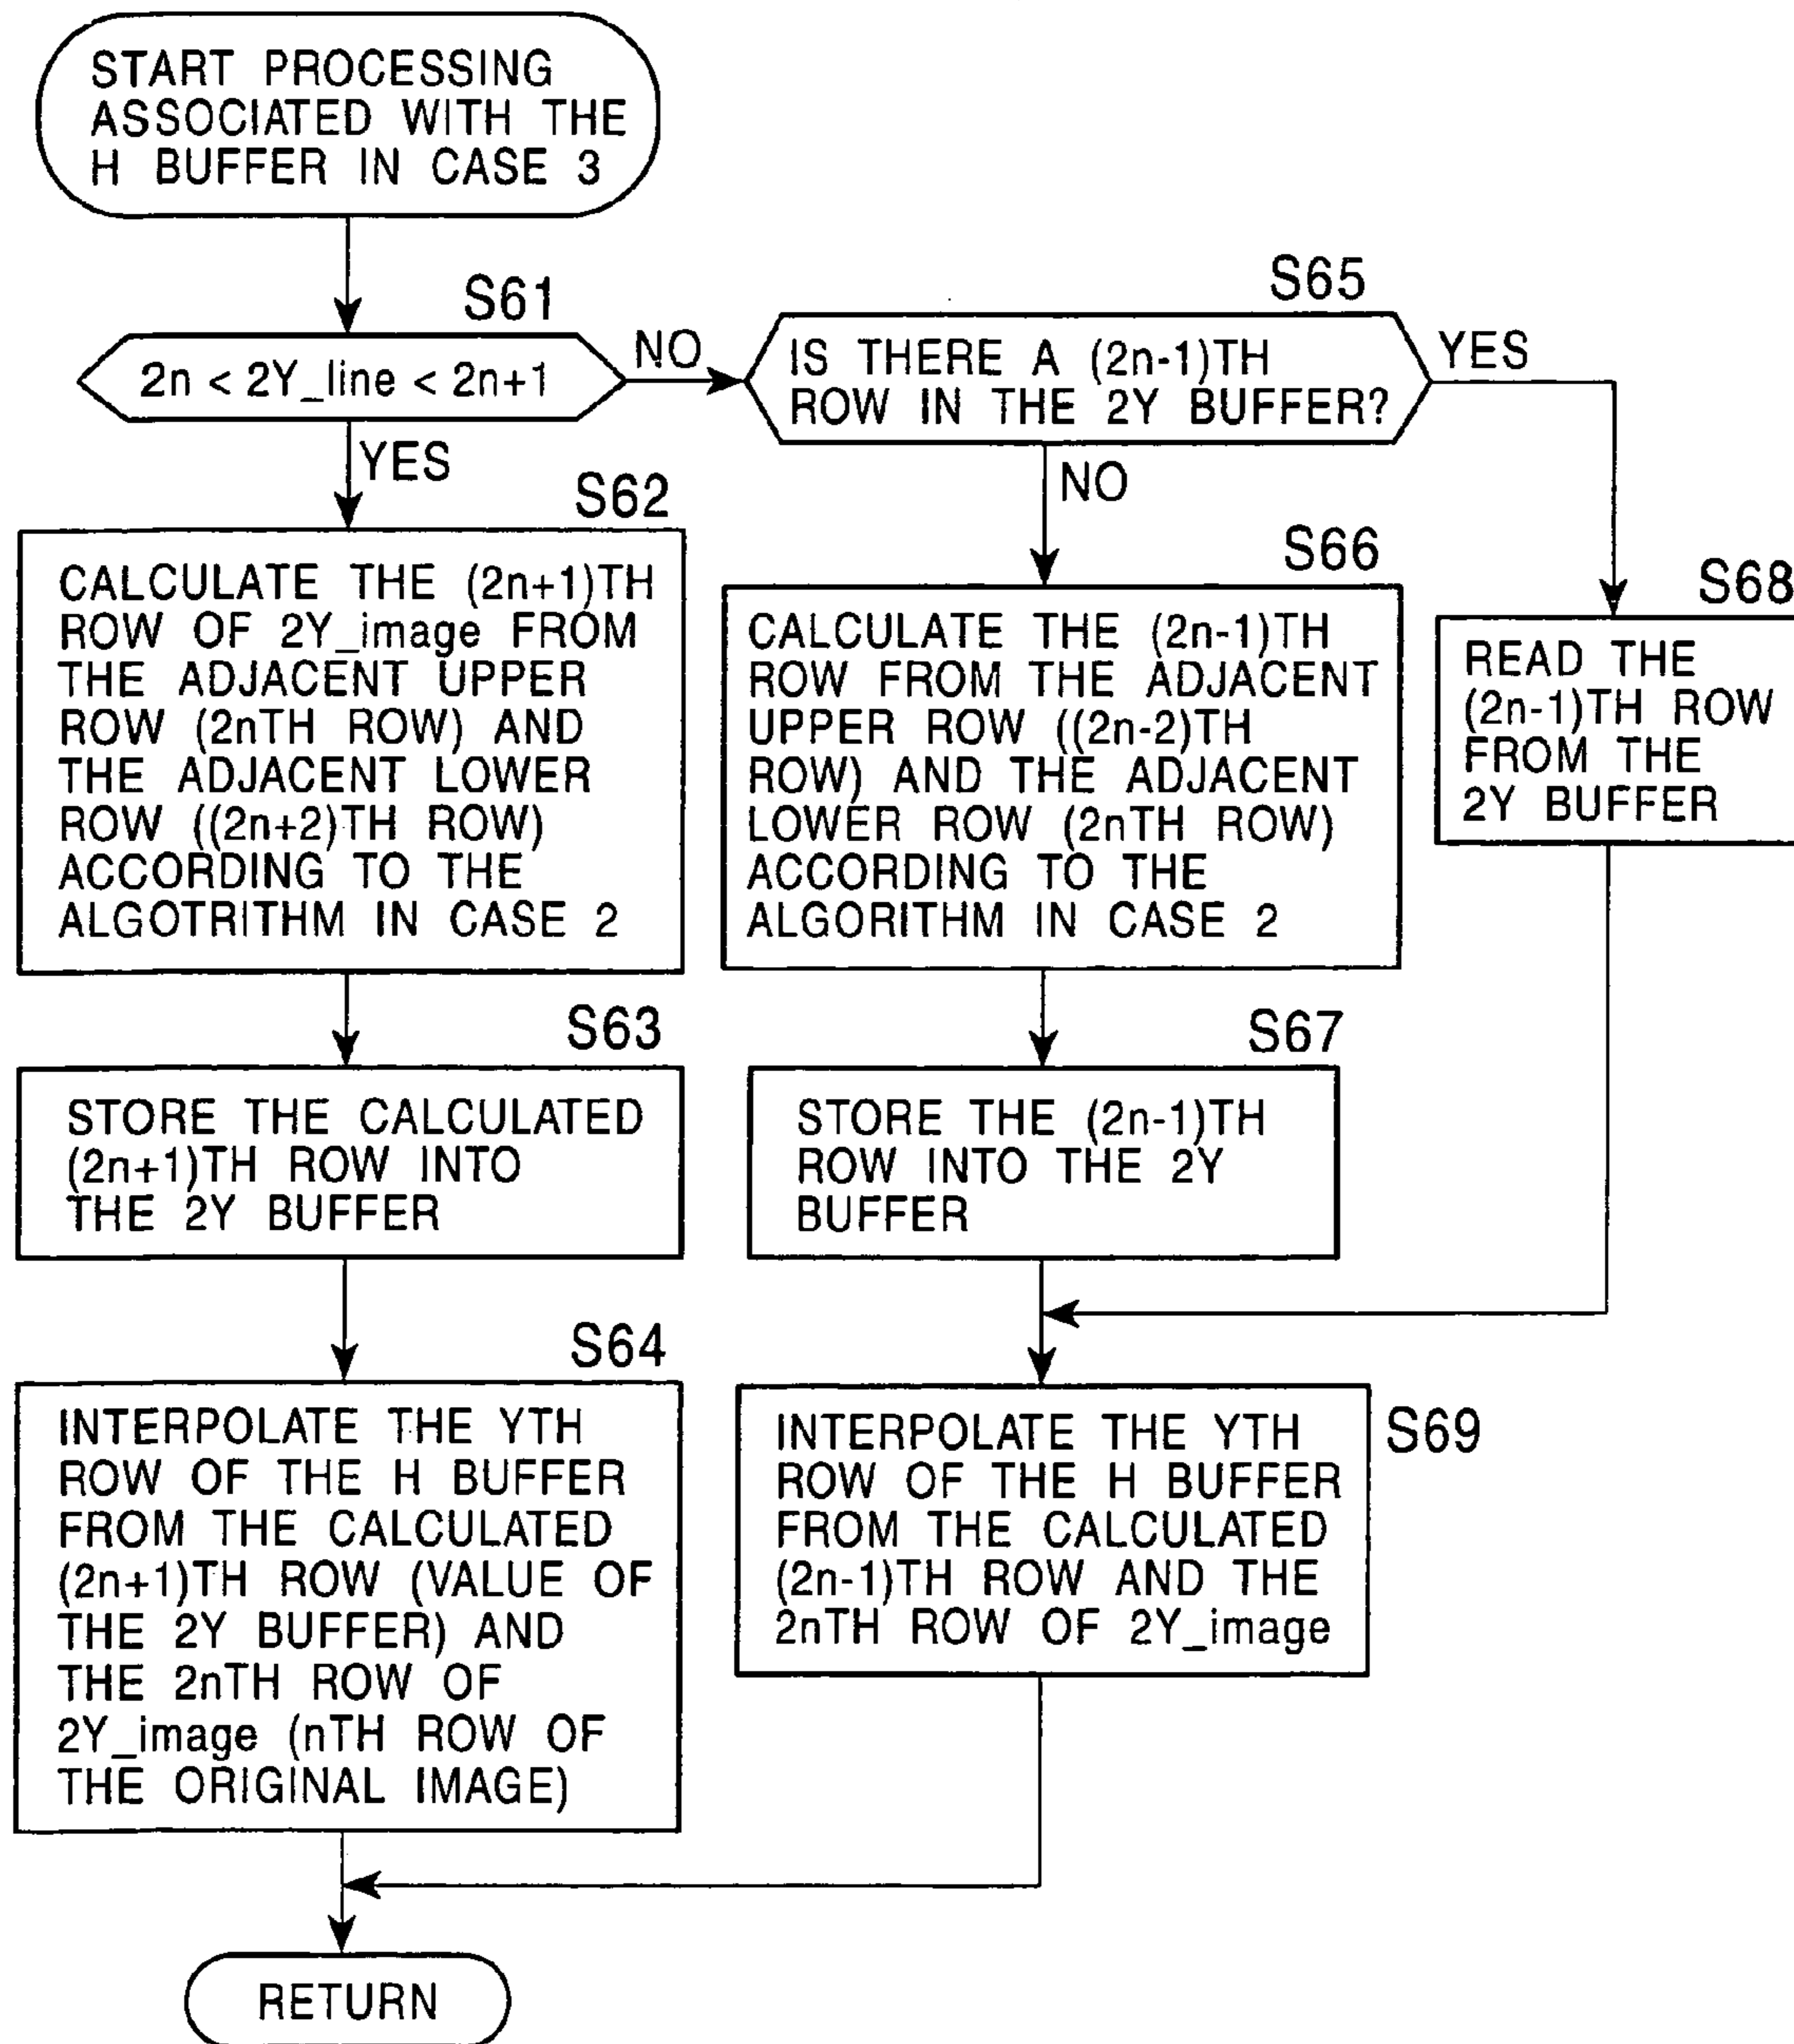 START PROCESSING
ASSOCIATED WITH THE
H BUFFER IN CASE 3
S61
2n < 2Y_line < 2n+1
NO
YES
S65
IS THERE A (2n-1)TH
ROW IN THE 2Y BUFFER?
YES
NO
S62
CALCULATE THE (2n+1)TH
ROW OF 2Y_image FROM
THE ADJACENT UPPER
ROW (2nTH ROW) AND
THE ADJACENT LOWER
ROW ((2n+2)TH ROW)
ACCORDING TO THE
ALGOTRITHM IN CASE 2
S66
CALCULATE THE (2n-1)TH
ROW FROM THE ADJACENT
UPPER ROW ((2n-2)TH
ROW) AND THE ADJACENT
LOWER ROW (2nTH ROW)
ACCORDING TO THE
ALGORITHM IN CASE 2
S68
READ THE
(2n-1)TH ROW
FROM THE
2Y BUFFER
S63
STORE THE CALCULATED
(2n+1)TH ROW INTO
THE 2Y BUFFER
S67
STORE THE (2n-1)TH
ROW INTO THE 2Y
BUFFER
S64
INTERPOLATE THE YTH
ROW OF THE H BUFFER
FROM THE CALCULATED
(2n+1)TH ROW (VALUE OF
THE 2Y BUFFER) AND
THE 2nTH ROW OF
2Y_image (nTH ROW OF
THE ORIGINAL IMAGE)
S69
INTERPOLATE THE YTH
ROW OF THE H BUFFER
FROM THE CALCULATED
(2n-1)TH ROW AND THE
2nTH ROW OF 2Y_image
RETURN